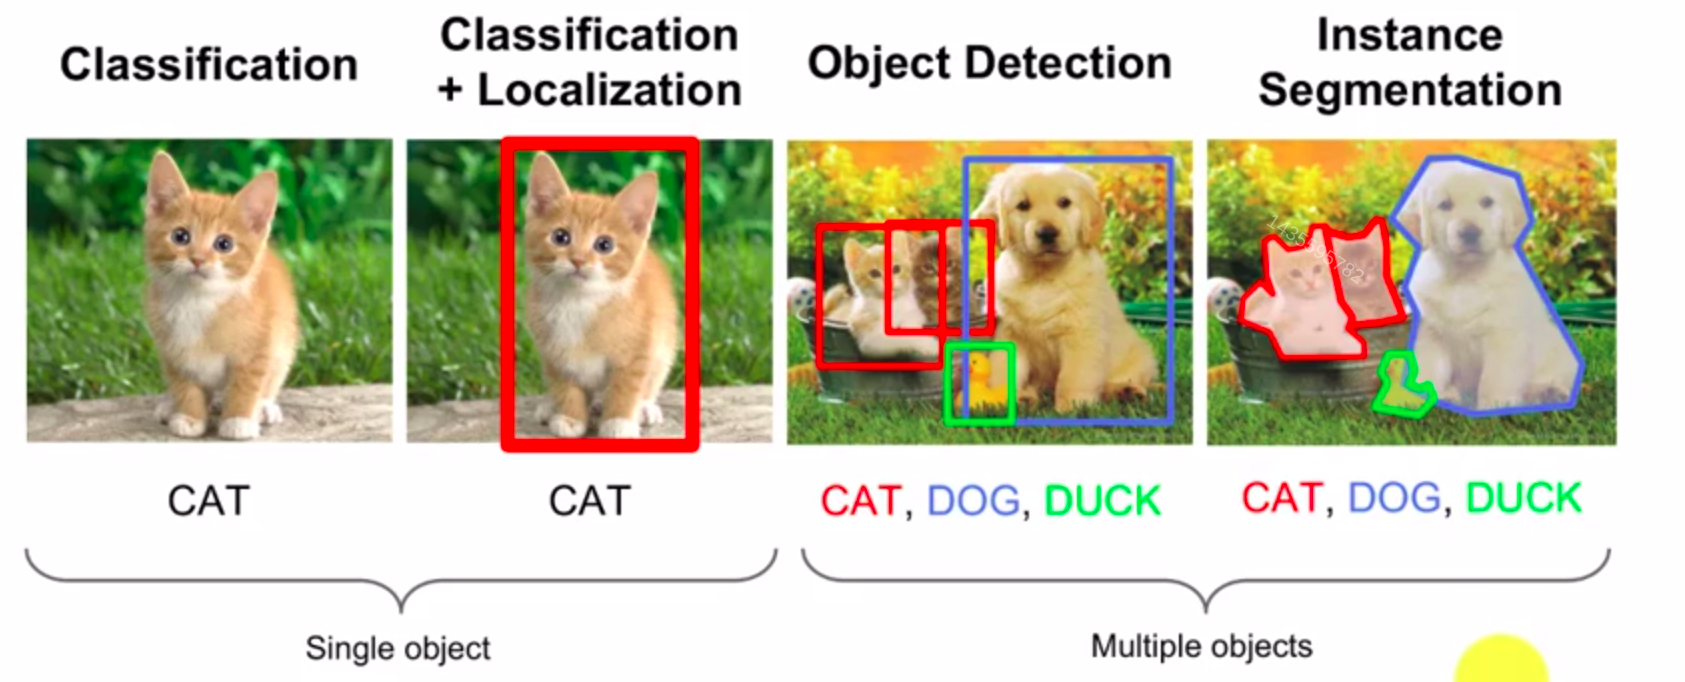 Classification
Classification
+ Localization
Object Detection
Instance
Segmentation
CAT
CAT
CAT, DOG, DUCK
CAT, DOG, DUCK
Single object
Multiple objects